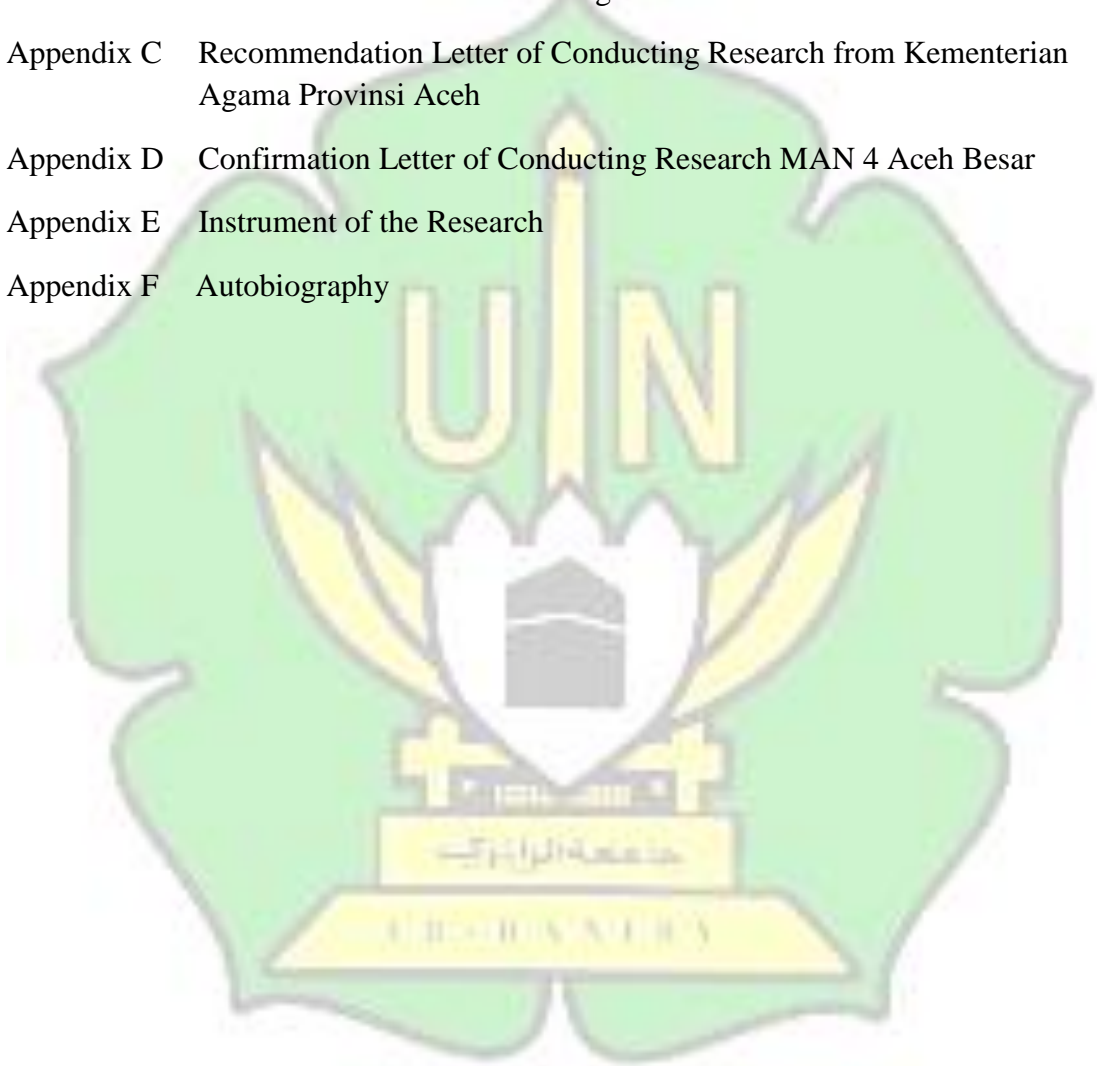 Appendix C Recommendation Letter of Conducting Research from Kementerian
Agama Provinsi Aceh
Appendix D Confirmation Letter of Conducting Research MAN 4 Aceh Besar
Appendix E Instrument of the Research
Appendix F Autobiography
UIN